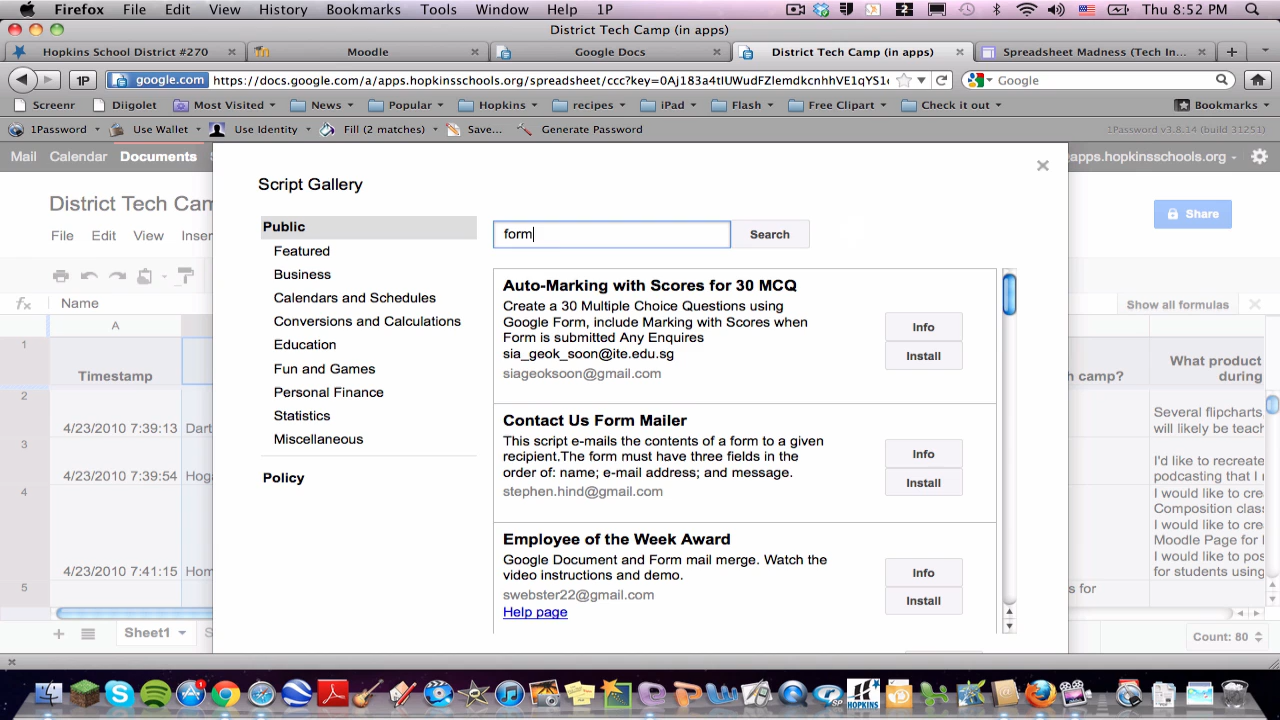 Firefox File Edit View History Bookmarks Tools Window Help 1P Thu 8:52 PM
District Tech Camp (in apps)
Hopkins School District #270 Moodle Google Docs District Tech Camp (in apps) Spreadsheet Madness (Tech In...
1P google.com https://docs.google.com/a/apps.hopkinsschools.org/spreadsheet/ccc?key=0Aj183a4tIUWudFZlemdkcnhhVE1qYS1c Google
Screenr Diigolet Most Visited News Popular Hopkins recipes iPad Flash Free Clipart Check it out Bookmarks
1Password Use Wallet Use Identity Fill (2 matches) Save... Generate Password 1Password v3.8.14 (build 31251)
Mail Calendar Documents apps.hopkinsschools.org
Script Gallery
District Tech Cam
Share
File Edit View Inser
Public
form Search
Featured
Business
Calendars and Schedules
Conversions and Calculations
Education
Fun and Games
Personal Finance
Statistics
Miscellaneous
Policy
Auto-Marking with Scores for 30 MCQ
Create a 30 Multiple Choice Questions using
Google Form, include Marking with Scores when
Form is submitted Any Enquires
sia_geok_soon@ite.edu.sg
siageoksoon@gmail.com
Info
Install
Contact Us Form Mailer
This script e-mails the contents of a form to a given
recipient.The form must have three fields in the
order of: name; e-mail address; and message.
stephen.hind@gmail.com
Info
Install
Employee of the Week Award
Google Document and Form mail merge. Watch the
video instructions and demo.
swebster22@gmail.com
Help page
Info
Install
fx Name
Show all formulas
A
1 Timestamp
h camp?
What product
during
2 4/23/2010 7:39:13 Dart
Several flipcharts
will likely be teach
3 4/23/2010 7:39:54 Hoga
I'd like to recreate
podcasting that I
4 4/23/2010 7:41:15 Hom
I would like to cre
Composition clas
I would like to cre
Moodle Page for
I would like to pos
for students using
5
s for
Sheet1
Count: 80
HOPKINS